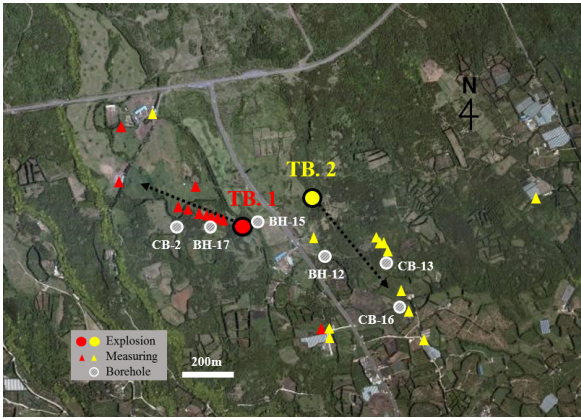 N
TB. 2
TB. 1
BH-15
CB-2
BH-17
BH-12
CB-13
CB-16
Explosion
Measuring
Borehole
200m